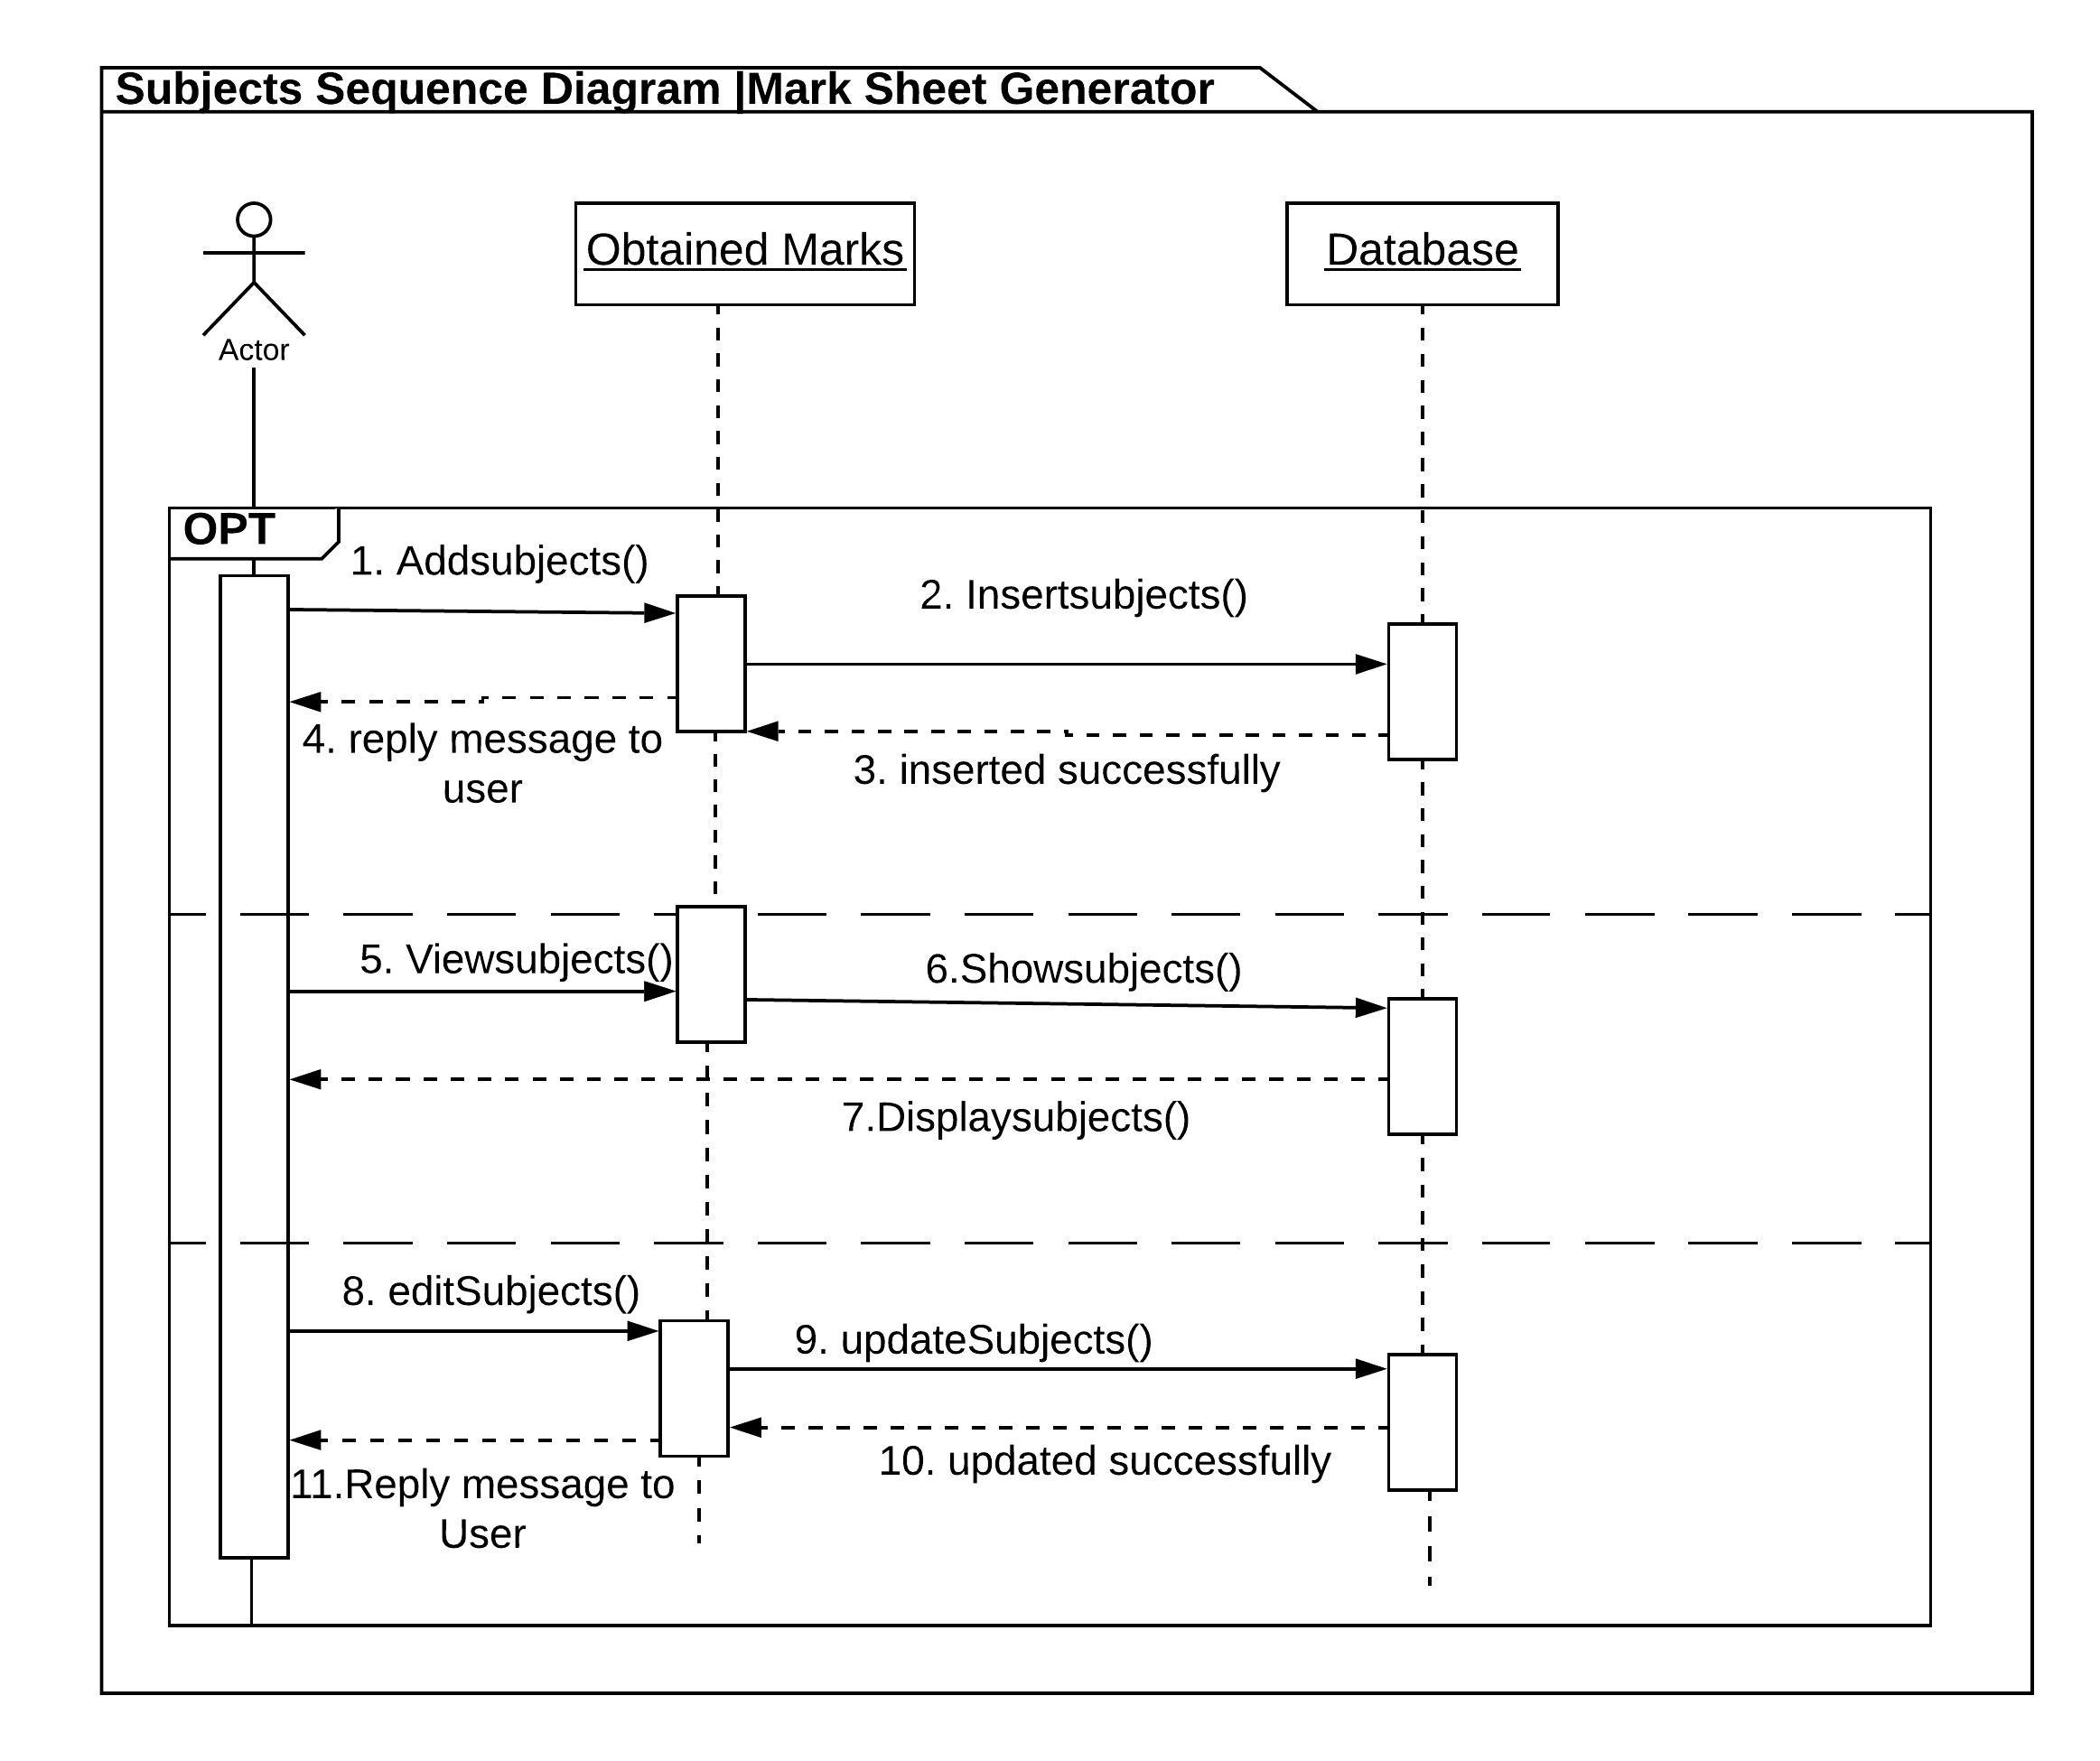 Subjects Sequence Diagram |Mark Sheet Generator
Obtained Marks
Database
Actor
OPT
1. Addsubjects()
2. Insertsubjects()
4. reply message to
user
3. inserted successfully
5. Viewsubjects()
6.Showsubjects()
7.Displaysubjects()
8. editSubjects()
9. updateSubjects()
10. updated successfully
11.Reply message to
User